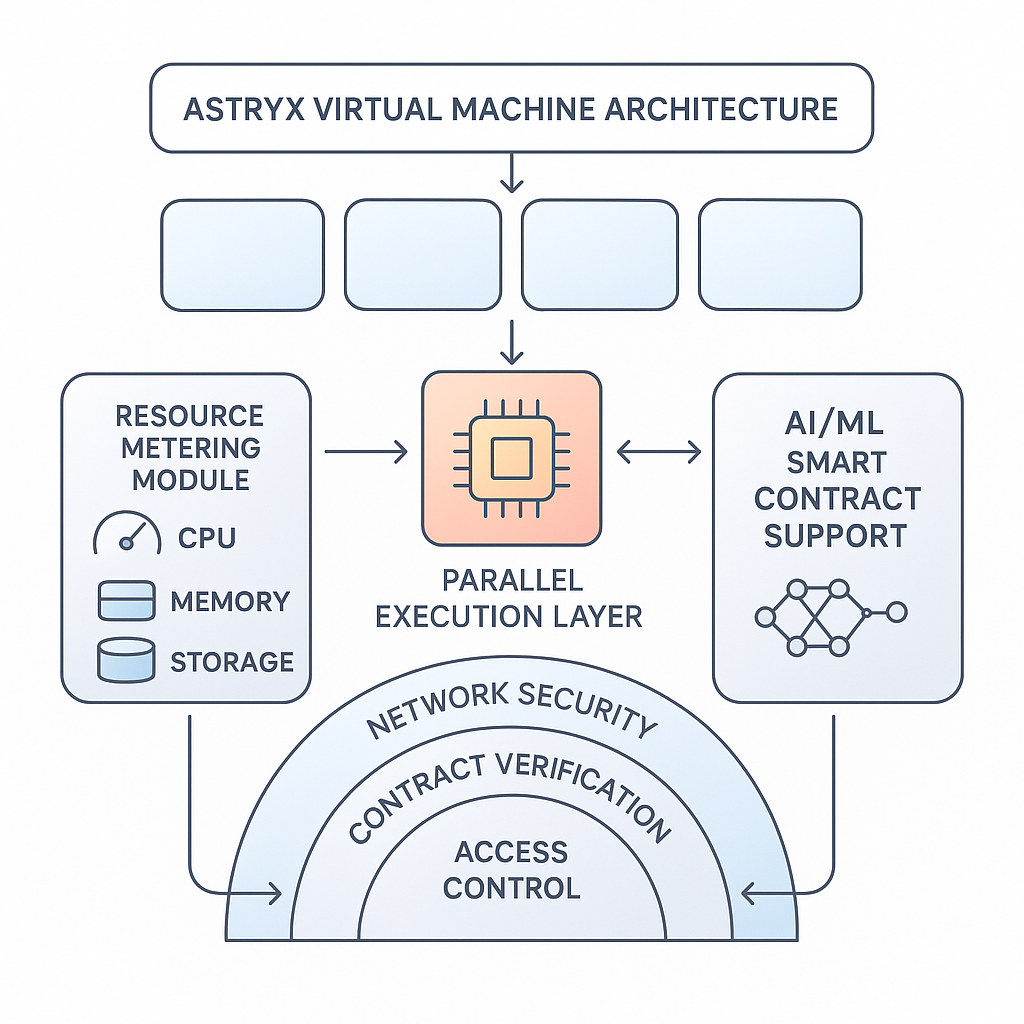 ASTRYX VIRTUAL MACHINE ARCHITECTURE
RESOURCE
METERING
MODULE
CPU
MEMORY
STORAGE
PARALLEL
EXECUTION LAYER
AI/ML
SMART
CONTRACT
SUPPORT
NETWORK SECURITY
CONTRACT VERIFICATION
ACCESS
CONTROL